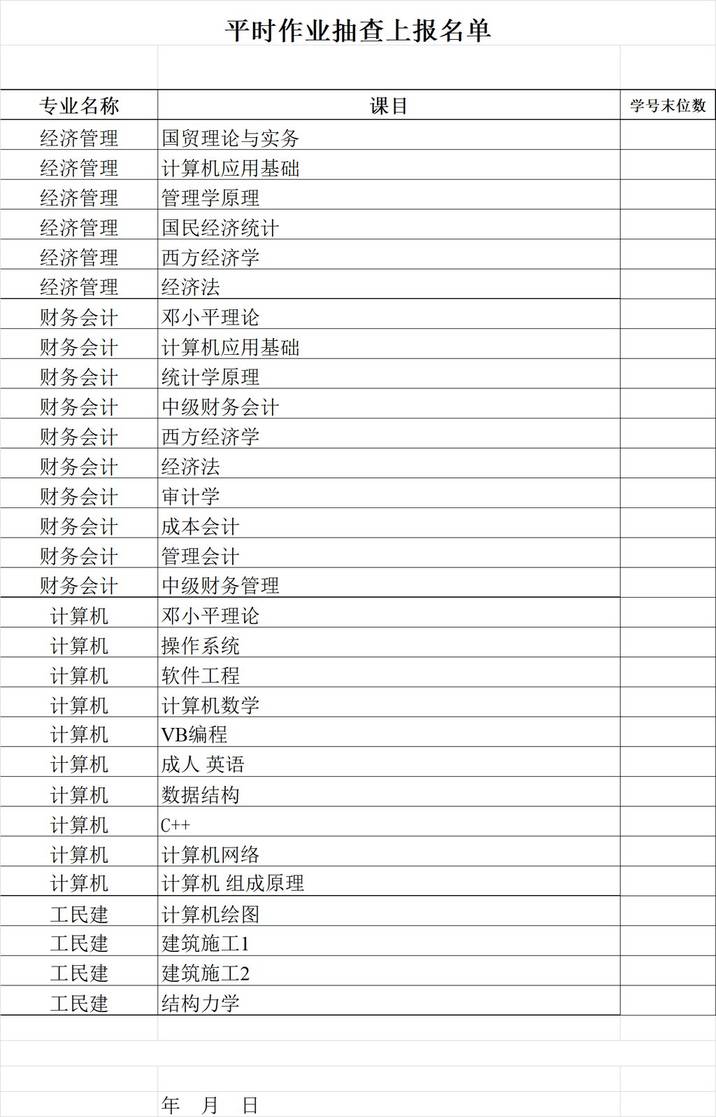 平时作业抽查上报名单
专业名称 课目 学号末位数
经济管理 国贸理论与实务
经济管理 计算机应用基础
经济管理 管理学原理
经济管理 国民经济统计
经济管理 西方经济学
经济管理 经济法
财务会计 邓小平理论
财务会计 计算机应用基础
财务会计 统计学原理
财务会计 中级财务会计
财务会计 西方经济学
财务会计 经济法
财务会计 审计学
财务会计 成本会计
财务会计 管理会计
财务会计 中级财务管理
计算机 邓小平理论
计算机 操作系统
计算机 软件工程
计算机 计算机数学
计算机 VB编程
计算机 成人 英语
计算机 数据结构
计算机 C++
计算机 计算机网络
计算机 计算机 组成原理
工民建 计算机绘图
工民建 建筑施工1
工民建 建筑施工2
工民建 结构力学
年 月 日